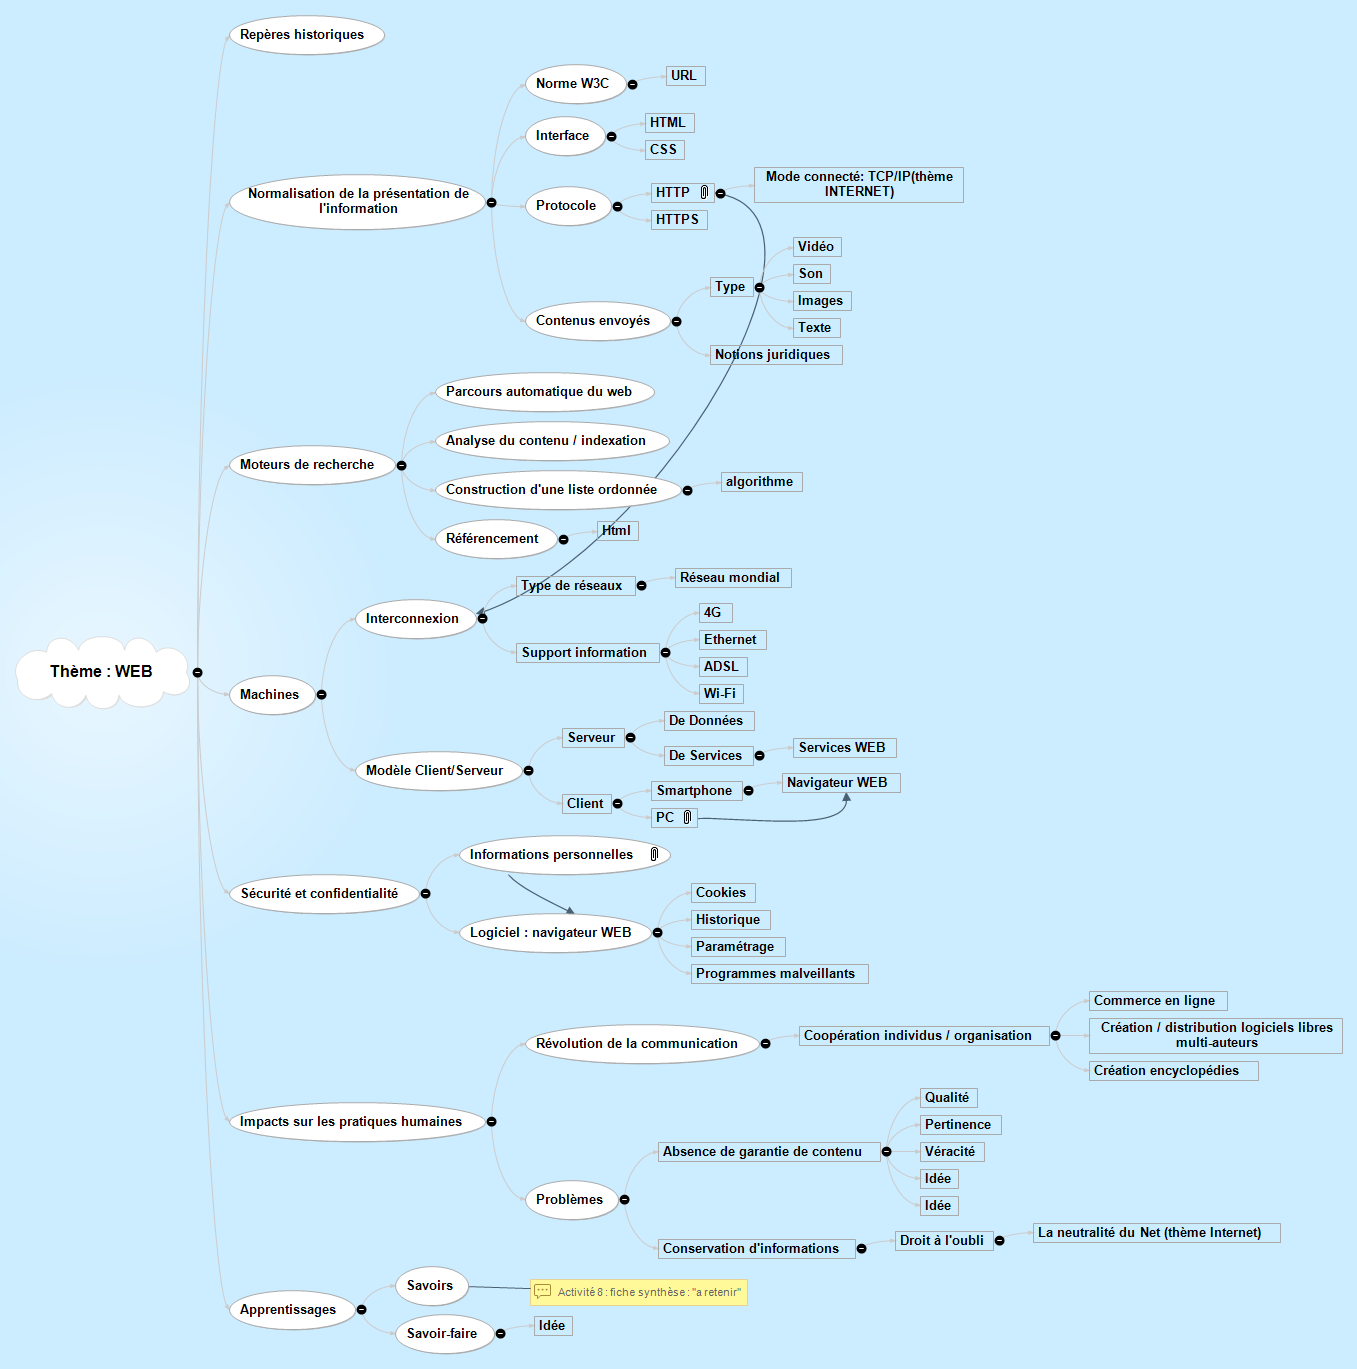 Repères historiques
Norme W3C
URL
Interface
HTML
CSS
Normalisation de la présentation de
l'information
Protocole
HTTP
Mode connecté: TCP/IP(thème
INTERNET)
HTTPS
Contenus envoyés
Type
Vidéo
Son
Images
Texte
Notions juridiques
Moteurs de recherche
Parcours automatique du web
Analyse du contenu / indexation
Construction d'une liste ordonnée
algorithme
Référencement
Html
Thème : WEB
Machines
Interconnexion
Type de réseaux
Réseau mondial
Support information
4G
Ethernet
ADSL
Wi-Fi
Modèle Client/Serveur
Serveur
De Données
De Services
Services WEB
Client
Smartphone
Navigateur WEB
PC
Sécurité et confidentialité
Informations personnelles
Logiciel : navigateur WEB
Cookies
Historique
Paramétrage
Programmes malveillants
Impacts sur les pratiques humaines
Révolution de la communication
Coopération individus / organisation
Commerce en ligne
Création / distribution logiciels libres
multi-auteurs
Création encyclopédies
Problèmes
Absence de garantie de contenu
Qualité
Pertinence
Véracité
Idée
Idée
Conservation d'informations
Droit à l'oubli
La neutralité du Net (thème Internet)
Apprentissages
Savoirs
Activité 8 : fiche synthèse : "a retenir"
Savoir-faire
Idée